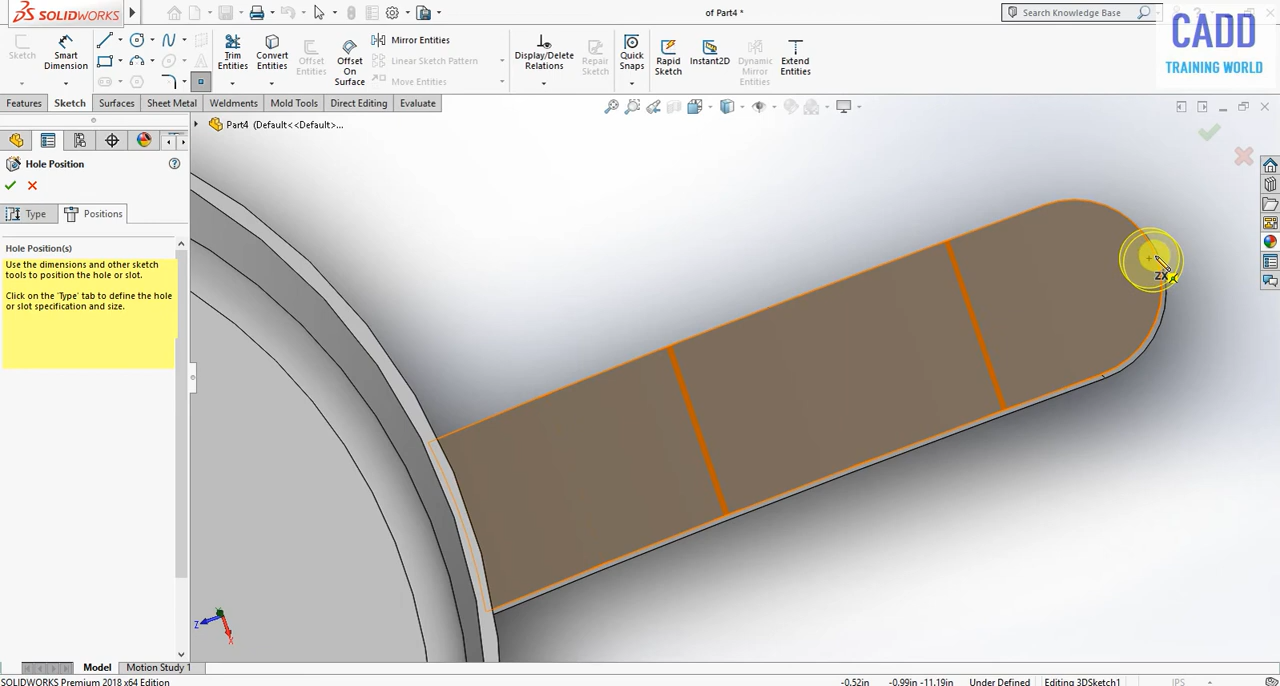 SOLIDWORKS
of Part4 *
Search Knowledge Base
CADD
TRAINING WORLD
Sketch
Smart Dimension
Trim Entities
Convert Entities
Offset Entities
Offset On Surface
Mirror Entities
Linear Sketch Pattern
Move Entities
Display/Delete Relations
Repair Sketch
Quick Snaps
Rapid Sketch
Instant2D
Dynamic Mirror Entities
Extend Entities
Features
Sketch
Surfaces
Sheet Metal
Weldments
Mold Tools
Direct Editing
Evaluate
Part4 (Default<<Default>...
Hole Position
Type
Positions
Hole Position(s)
Use the dimensions and other sketch
tools to position the hole or slot.
Click on the 'Type' tab to define the hole
or slot specification and size.
ZX
Z
X
Model
Motion Study 1
SOLIDWORKS Premium 2018 x64 Edition
-0.52in
-0.99in -11.19in
Under Defined
Editing 3DSketch1
IPS